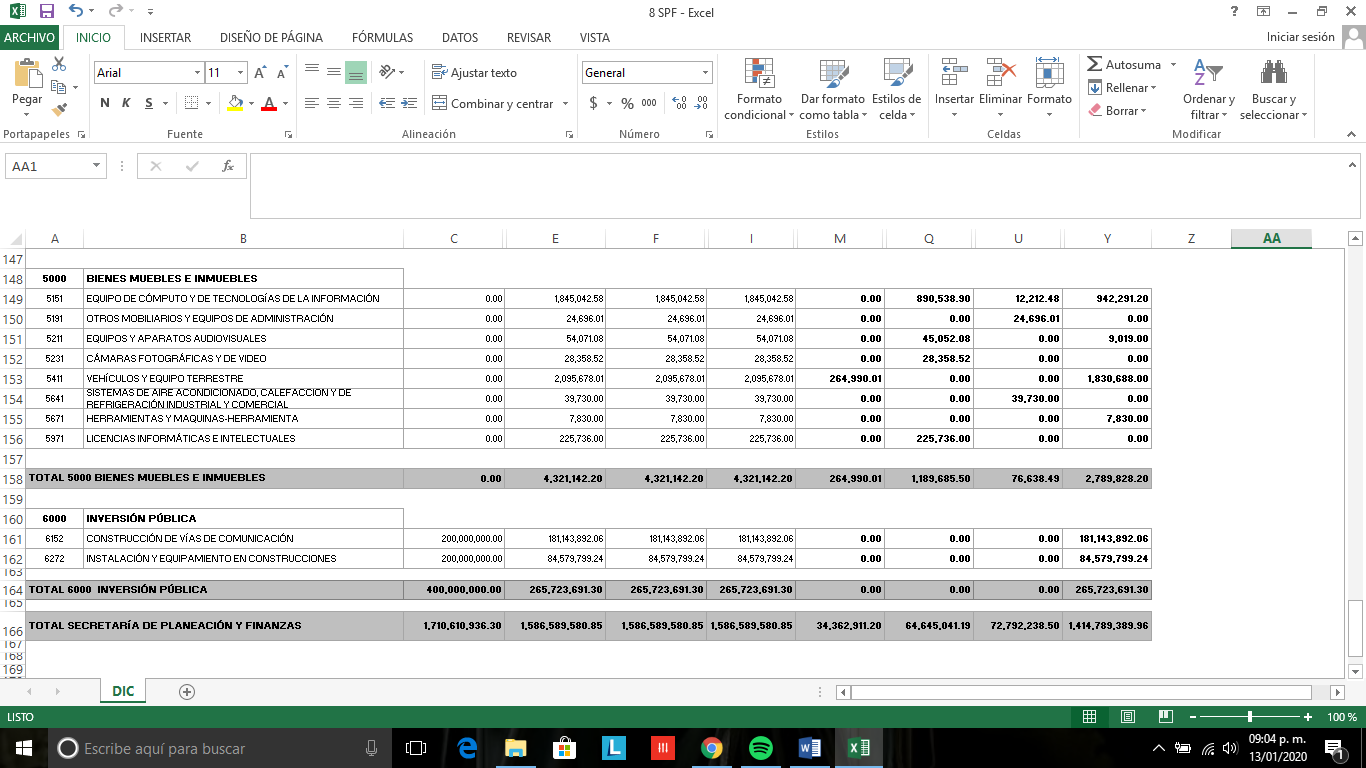 8 SPF - Excel
?
ARCHIVO INICIO INSERTAR DISEÑO DE PÁGINA FÓRMULAS DATOS REVISAR VISTA Iniciar sesión
Pegar
Portapapeles
Arial 11
N K S
Fuente
Ajustar texto
Combinar y centrar
Alineación
General
$ % 000
Número
Formato condicional
Dar formato como tabla
Estilos de celda
Estilos
Insertar Eliminar Formato
Celdas
Autosuma
Rellenar
Borrar
Ordenar y filtrar
Buscar y seleccionar
Modificar
AA1 fx
A B C E F I M Q U Y Z AA
147
148 5000 BIENES MUEBLES E INMUEBLES
149 5151 EQUIPO DE CÓMPUTO Y DE TECNOLOGÍAS DE LA INFORMACIÓN 0.00 1,845,042.58 1,845,042.58 1,845,042.58 0.00 890,538.90 12,212.48 942,291.20
150 5191 OTROS MOBILIARIOS Y EQUIPOS DE ADMINISTRACIÓN 0.00 24,696.01 24,696.01 24,696.01 0.00 0.00 24,696.01 0.00
151 5211 EQUIPOS Y APARATOS AUDIOVISUALES 0.00 54,071.08 54,071.08 54,071.08 0.00 45,052.08 0.00 9,019.00
152 5231 CÁMARAS FOTOGRÁFICAS Y DE VIDEO 0.00 28,358.52 28,358.52 28,358.52 0.00 28,358.52 0.00 0.00
153 5411 VEHÍCULOS Y EQUIPO TERRESTRE 0.00 2,095,678.01 2,095,678.01 2,095,678.01 264,990.01 0.00 0.00 1,830,688.00
154 5641 SISTEMAS DE AIRE ACONDICIONADO, CALEFACCION Y DE REFRIGERACIÓN INDUSTRIAL Y COMERCIAL 0.00 39,730.00 39,730.00 39,730.00 0.00 0.00 39,730.00 0.00
155 5671 HERRAMIENTAS Y MAQUINAS-HERRAMIENTA 0.00 7,830.00 7,830.00 7,830.00 0.00 0.00 0.00 7,830.00
156 5971 LICENCIAS INFORMÁTICAS E INTELECTUALES 0.00 225,736.00 225,736.00 225,736.00 0.00 225,736.00 0.00 0.00
157
158 TOTAL 5000 BIENES MUEBLES E INMUEBLES 0.00 4,321,142.20 4,321,142.20 4,321,142.20 264,990.01 1,189,685.50 76,638.49 2,789,828.20
159
160 6000 INVERSIÓN PÚBLICA
161 6152 CONSTRUCCIÓN DE VÍAS DE COMUNICACIÓN 200,000,000.00 181,143,892.06 181,143,892.06 181,143,892.06 0.00 0.00 0.00 181,143,892.06
162 6272 INSTALACIÓN Y EQUIPAMIENTO EN CONSTRUCCIONES 200,000,000.00 84,579,799.24 84,579,799.24 84,579,799.24 0.00 0.00 0.00 84,579,799.24
163
164 TOTAL 6000 INVERSIÓN PÚBLICA 400,000,000.00 265,723,691.30 265,723,691.30 265,723,691.30 0.00 0.00 0.00 265,723,691.30
165
166 TOTAL SECRETARÍA DE PLANEACIÓN Y FINANZAS 1,710,610,936.30 1,586,589,580.85 1,586,589,580.85 1,586,589,580.85 34,362,911.20 64,645,041.19 72,792,238.50 1,414,789,389.96
167
168
169
DIC
LISTO 100 %
Escribe aquí para buscar
09:04 p. m.
13/01/2020
1